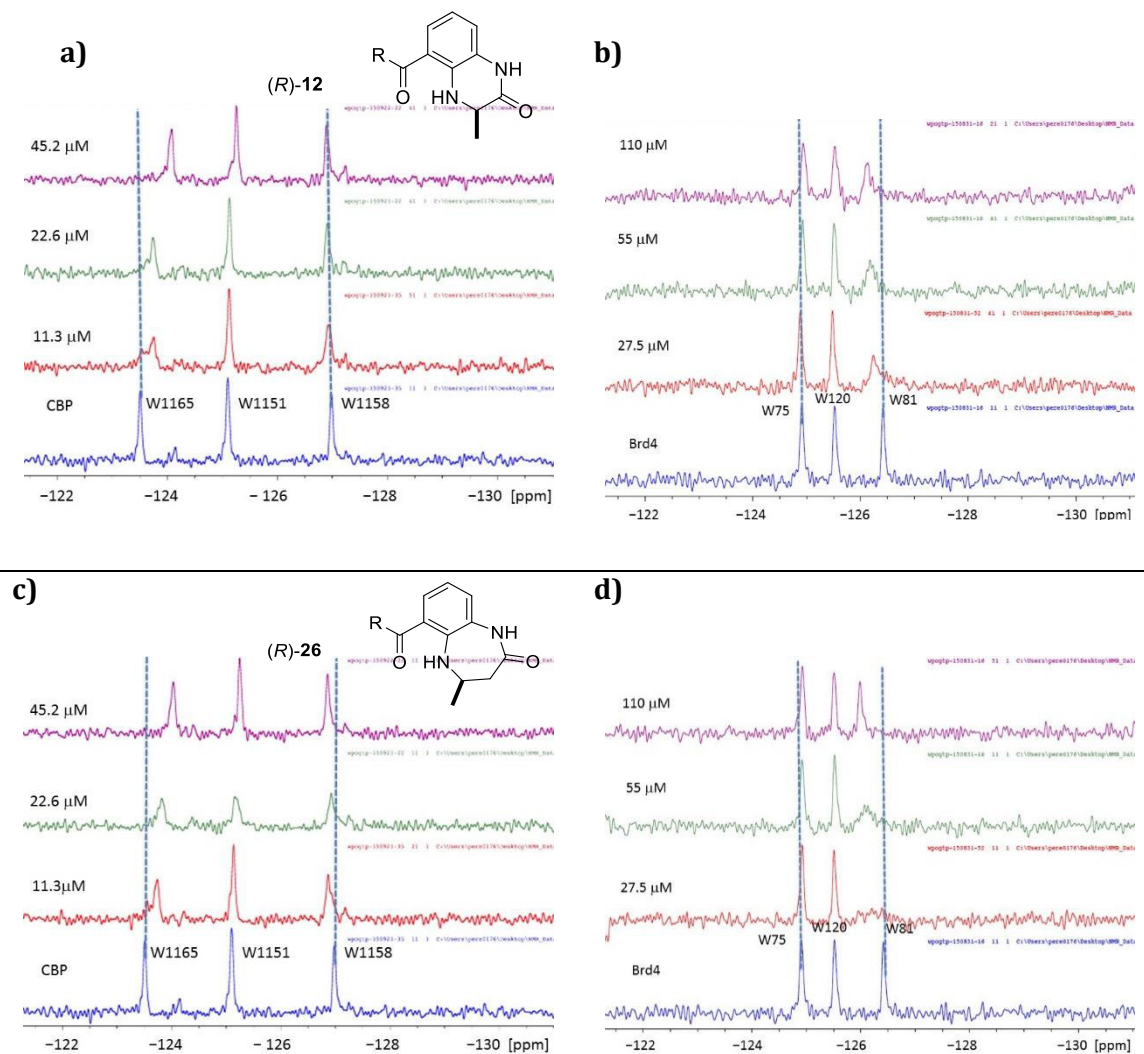 a)
R
O
NH
HN
O
(R)-12
45.2 μM
22.6 μM
11.3 μM
CBP
W1165
W1151
W1158
−122
−124
−126
−128
−130 [ppm]
b)
110 μM
55 μM
27.5 μM
W75
W120
W81
Brd4
−122
−124
−126
−128
−130 [ppm]
c)
R
O
NH
HN
O
(R)-26
45.2 μM
22.6 μM
11.3μM
CBP
W1165
W1151
W1158
−122
−124
− 126
−128
−130 [ppm]
d)
110 μM
55 μM
27.5 μM
W75
W120
W81
Brd4
−122
−124
−126
−128
−130 [ppm]